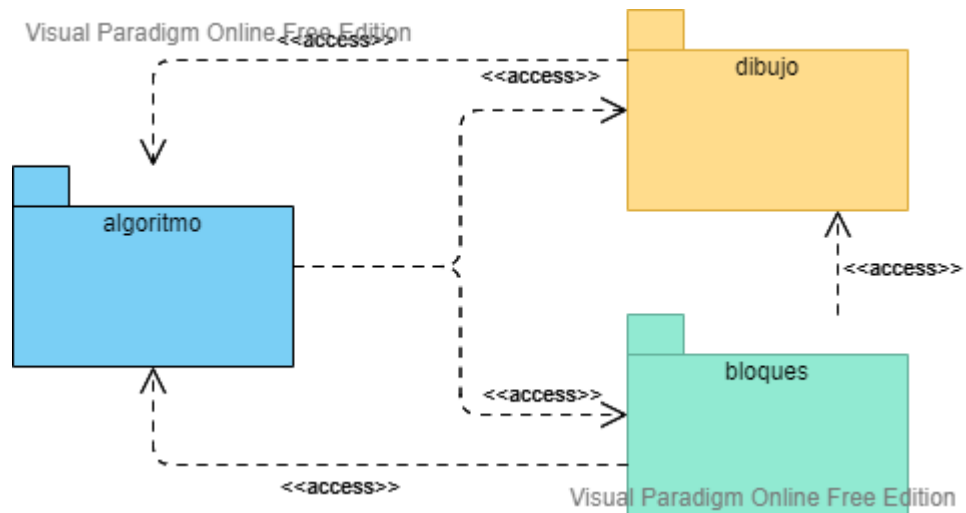 Visual Paradigm Online Free Edition
<<access>>
<<access>>
dibujo
algoritmo
<<access>>
<<access>>
bloques
<<access>>
Visual Paradigm Online Free Edition